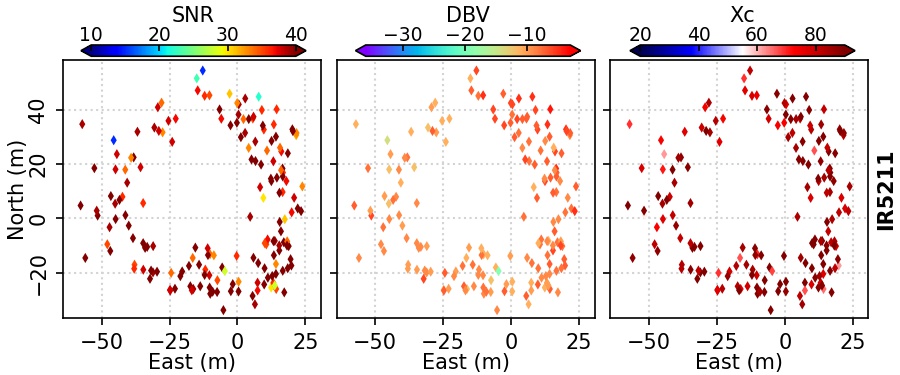 SNR DBV Xc
10 20 30 40 −30 −20 −10 20 40 60 80
40
20
0
−20
North (m)
IR5211
−50 −25 0 25 −50 −25 0 25 −50 −25 0 25
East (m) East (m) East (m)